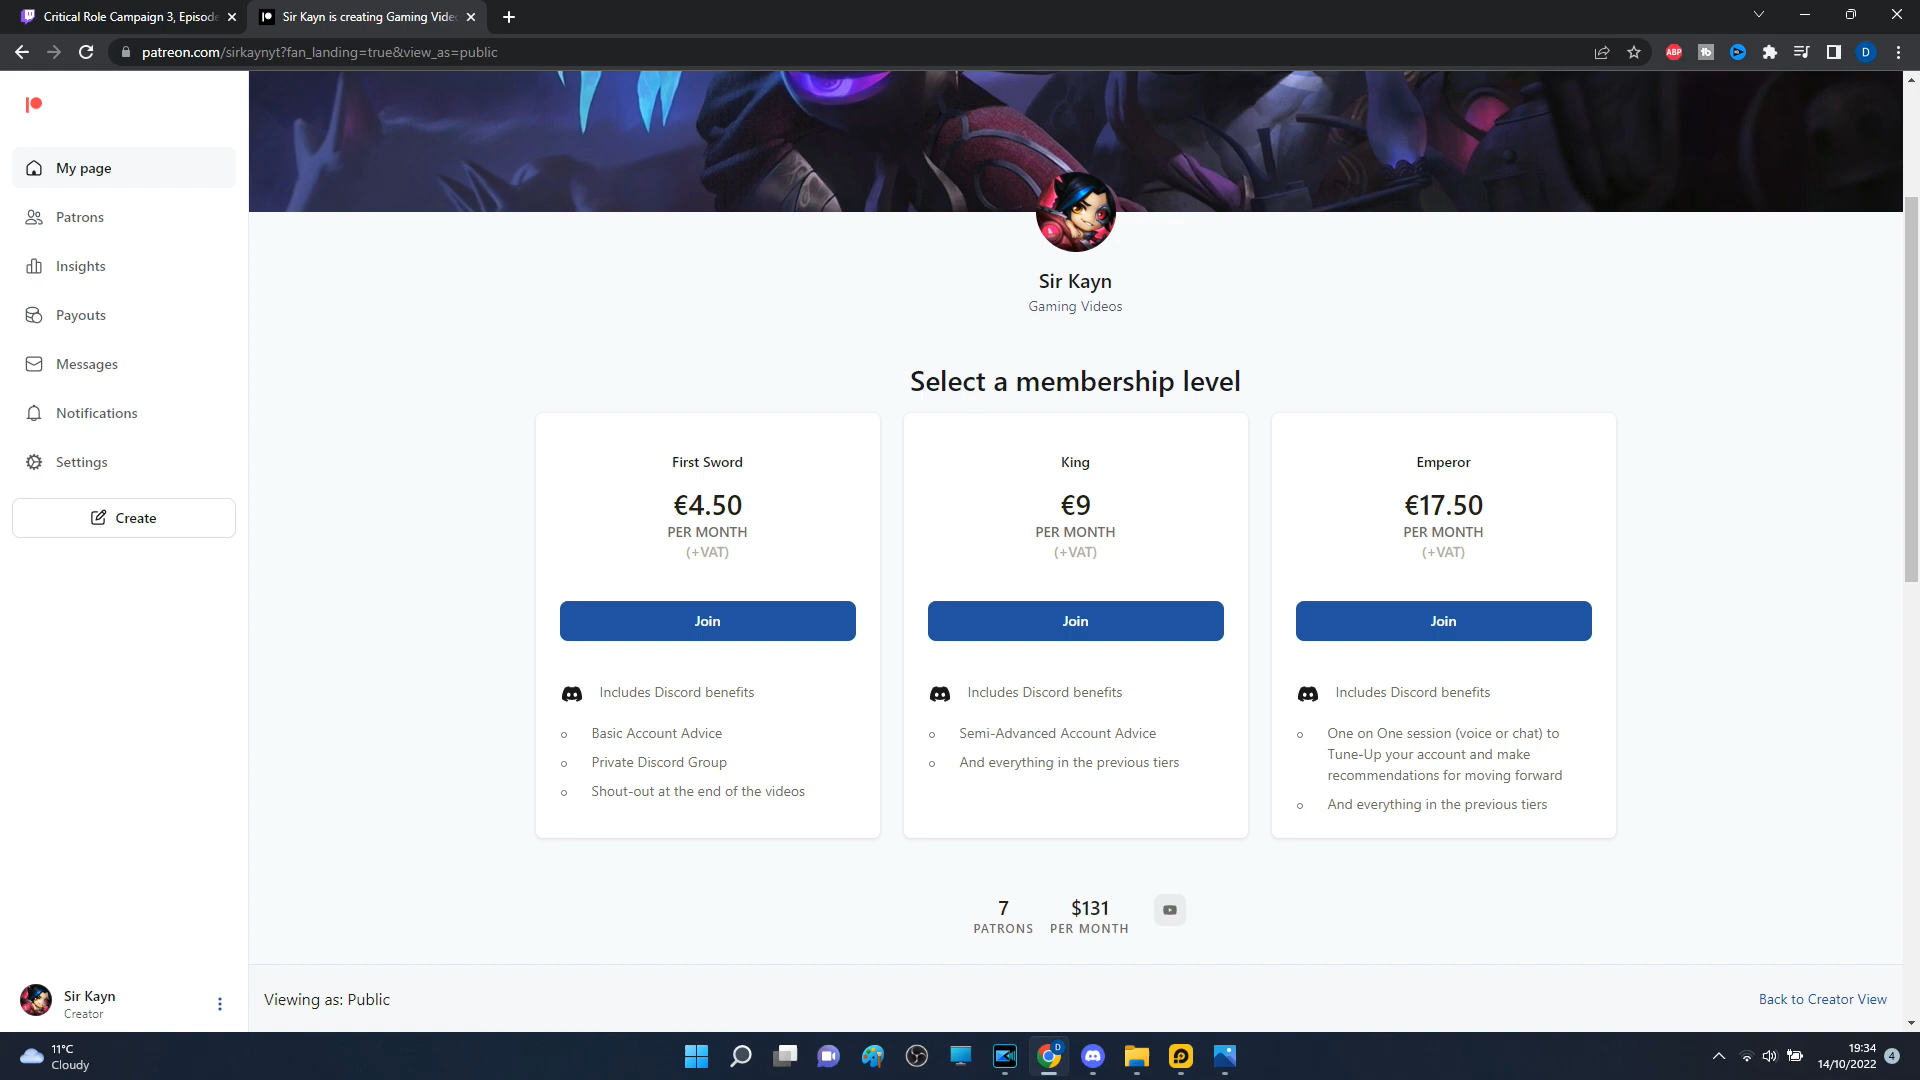 Critical Role Campaign 3, Episode
Sir Kayn is creating Gaming Vide
patreon.com/sirkaynyt?fan_landing=true&view_as=public
ABP
D
My page
Patrons
Insights
Payouts
Messages
Notifications
Settings
Create
Sir Kayn
Gaming Videos
Select a membership level
First Sword
€4.50
PER MONTH
(+VAT)
Join
Includes Discord benefits
Basic Account Advice
Private Discord Group
Shout-out at the end of the videos
King
€9
PER MONTH
(+VAT)
Join
Includes Discord benefits
Semi-Advanced Account Advice
And everything in the previous tiers
Emperor
€17.50
PER MONTH
(+VAT)
Join
Includes Discord benefits
One on One session (voice or chat) to
Tune-Up your account and make
recommendations for moving forward
And everything in the previous tiers
7
PATRONS
$131
PER MONTH
Sir Kayn
Creator
Viewing as: Public
Back to Creator View
11°C
Cloudy
D
19:34
14/10/2022
4